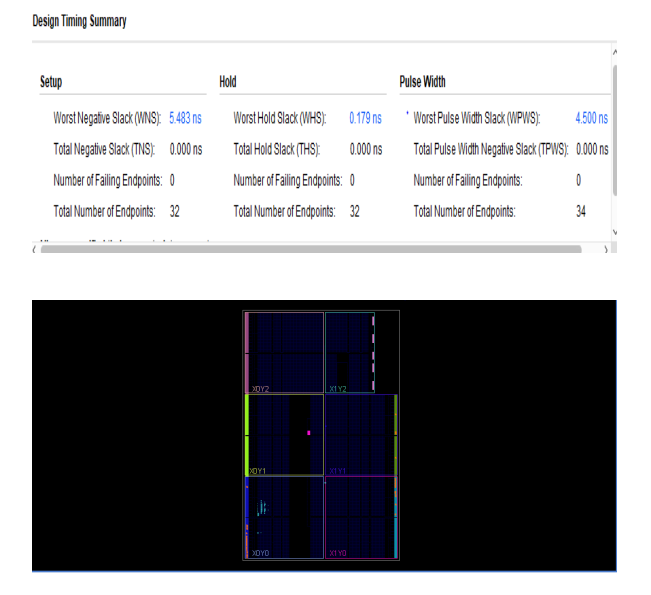 Design Timing Summary
Setup Hold Pulse Width
Worst Negative Slack (WNS): 5.483 ns Worst Hold Slack (WHS): 0.179 ns * Worst Pulse Width Slack (WPWS): 4.500 ns
Total Negative Slack (TNS): 0.000 ns Total Hold Slack (THS): 0.000 ns Total Pulse Width Negative Slack (TPWS): 0.000 ns
Number of Failing Endpoints: 0 Number of Failing Endpoints: 0 Number of Failing Endpoints: 0
Total Number of Endpoints: 32 Total Number of Endpoints: 32 Total Number of Endpoints: 34
X0Y2 X1Y2
X0Y1 X1Y1
X0Y0 X1Y0